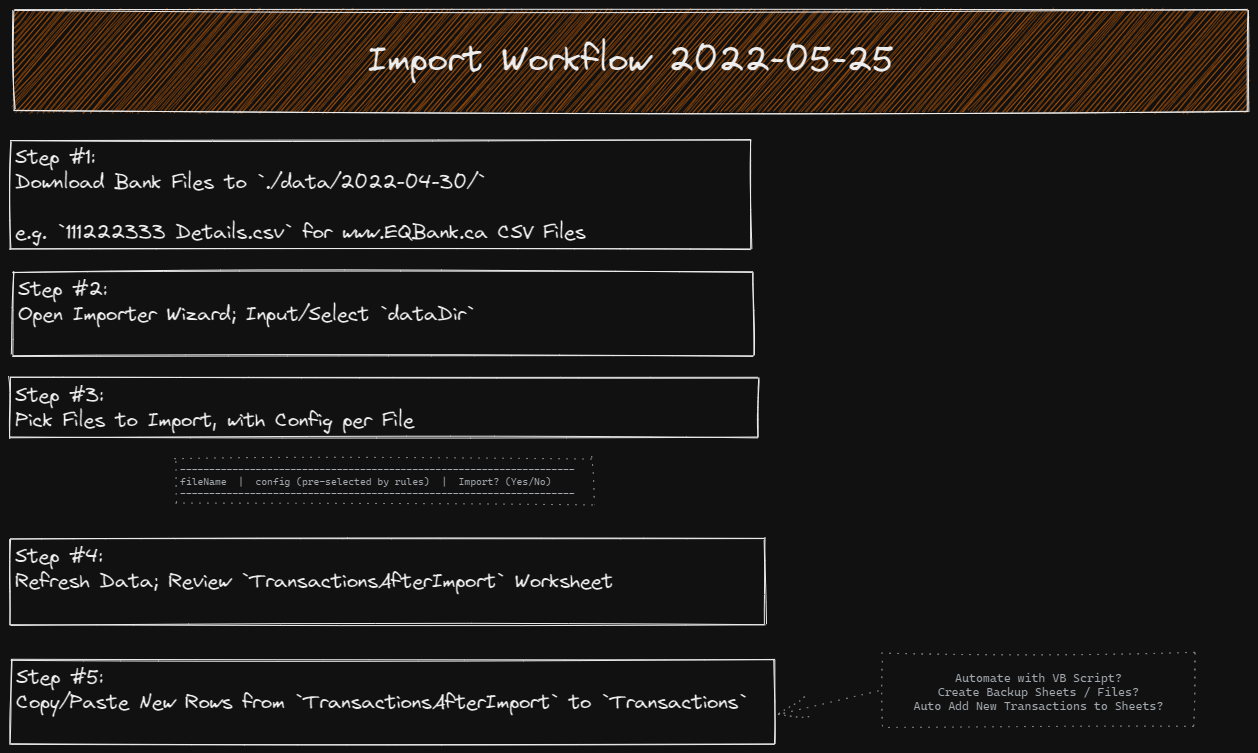 Import Workflow 2022-05-25
Step #1:
Download Bank Files to `./data/2022-04-30/`
e.g. `111222333 Details.csv` for www.EQBank.ca CSV Files
Step #2:
Open Importer Wizard; Input/Select `dataDir`
Step #3:
Pick Files to Import, with Config per File
--------------------------------------------------------------------
fileName | config (pre-selected by rules) | Import? (Yes/No)
--------------------------------------------------------------------
Step #4:
Refresh Data; Review `TransactionsAfterImport` Worksheet
Step #5:
Copy/Paste New Rows from `TransactionsAfterImport` to `Transactions`
Automate with VB Script?
Create Backup Sheets / Files?
Auto Add New Transactions to Sheets?